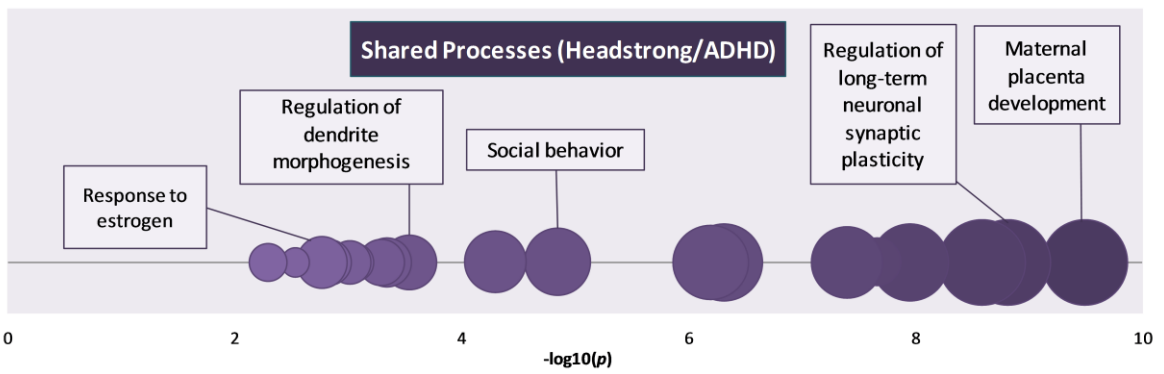 Shared Processes (Headstrong/ADHD)
Response to
estrogen
Regulation of
dendrite
morphogenesis
Social behavior
Regulation of
long-term
neuronal
synaptic
plasticity
Maternal
placenta
development
0 2 4 6 8 10
-log10(p)